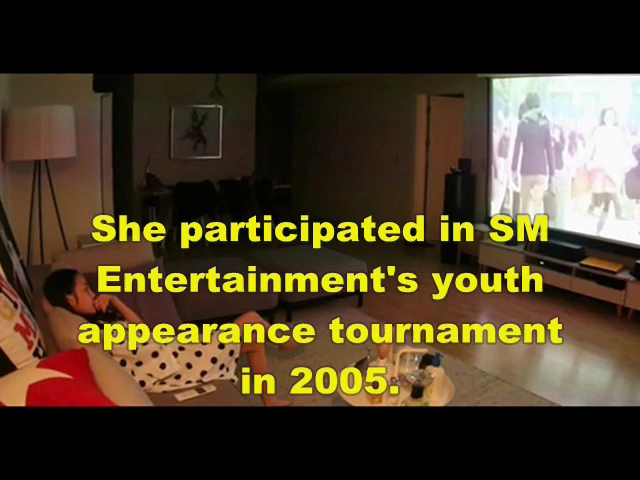 She participated in SM
Entertainment's youth
appearance tournament
in 2005.